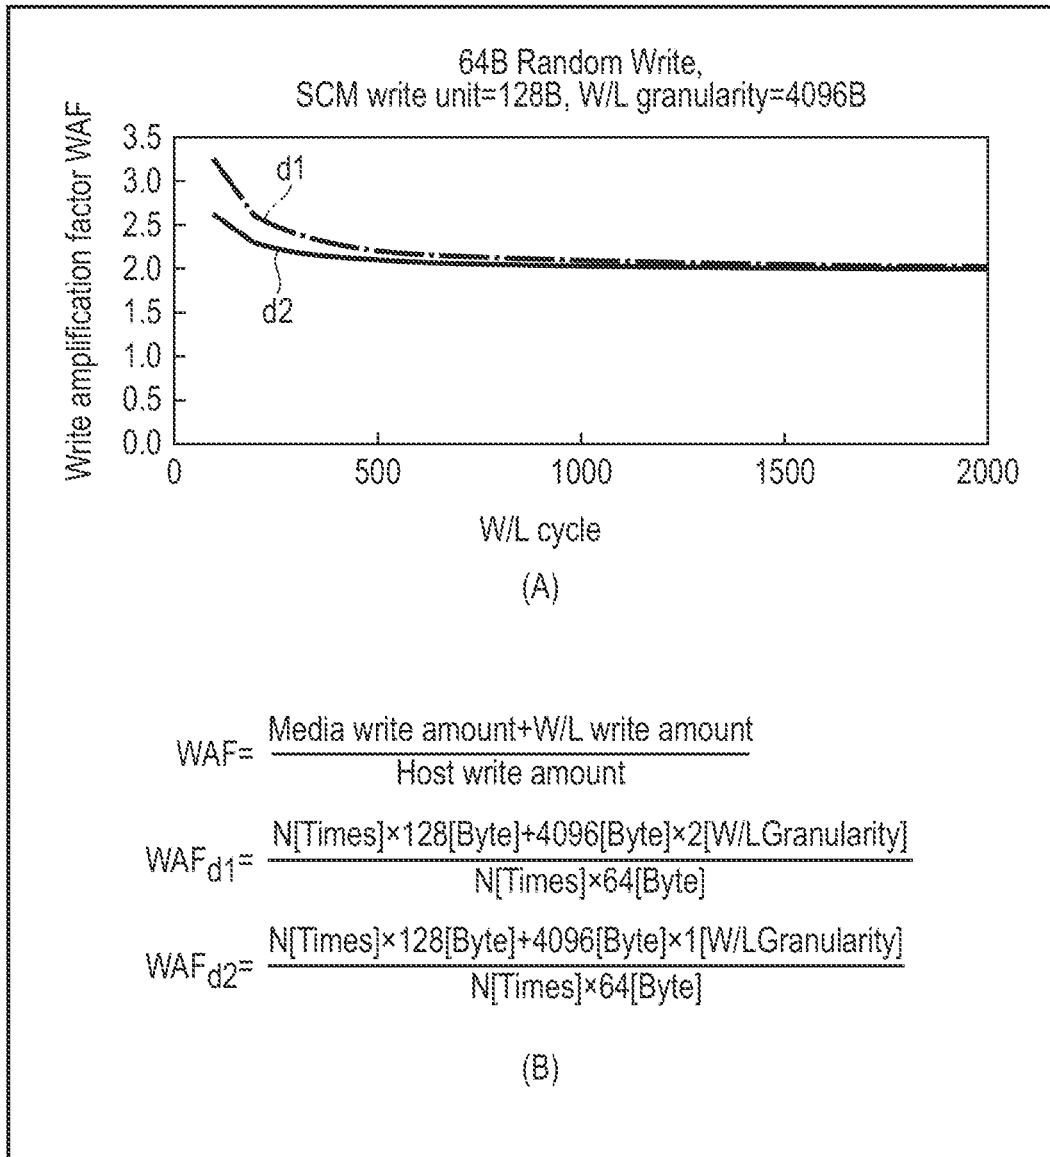 64B Random Write,
SCM write unit=128B, W/L granularity=4096B
Write amplification factor WAF
3.5
3.0
2.5
2.0
1.5
1.0
0.5
0.0
d1
d2
0 500 1000 1500 2000
W/L cycle
(A)
WAF= Media write amount+W/L write amount
Host write amount
WAFd1= N[Times]×128[Byte]+4096[Byte]×2[W/LGranularity]
N[Times]×64[Byte]
WAFd2= N[Times]×128[Byte]+4096[Byte]×1[W/LGranularity]
N[Times]×64[Byte]
(B)